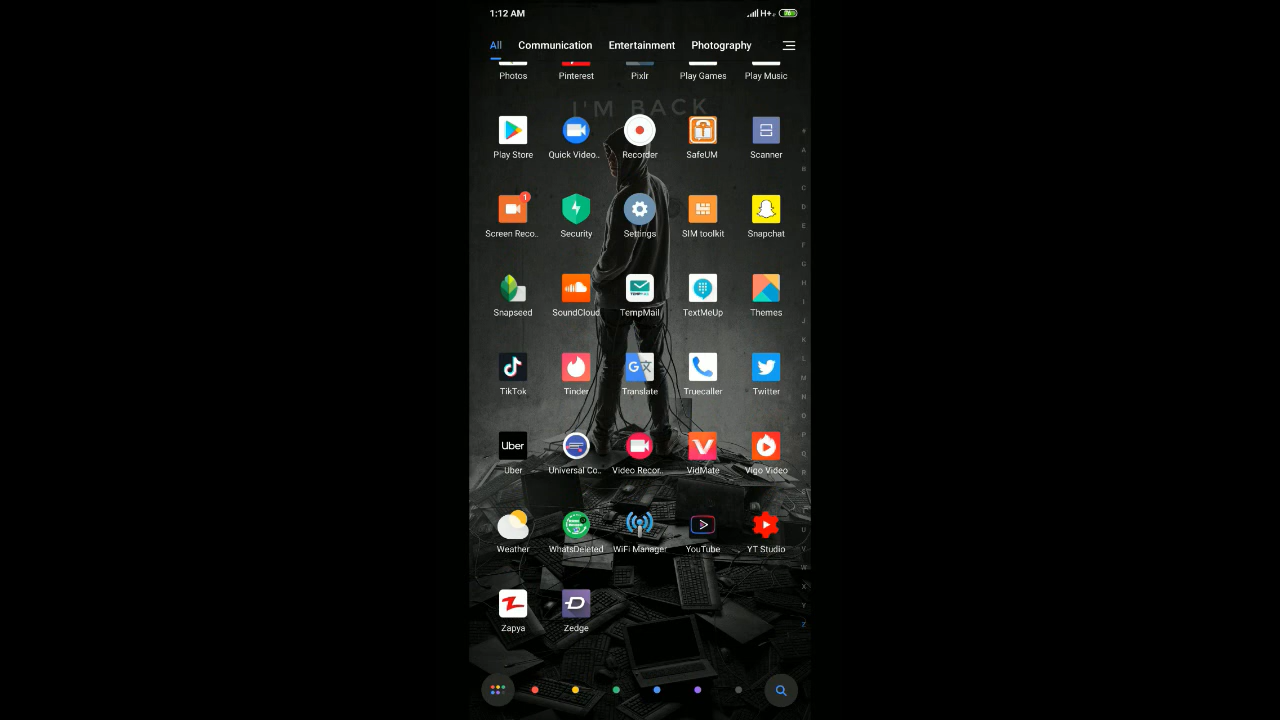 1:12 AM H+ 76
All Communication Entertainment Photography
Photos Pinterest Pixlr Play Games Play Music
I'M BACK
Play Store Quick Video.. Recorder SafeUM Scanner
1
Screen Reco.. Security Settings SIM toolkit Snapchat
Snapseed SoundCloud TempMail TextMeUp Themes
TikTok Tinder Translate Truecaller Twitter
Uber
Uber Universal Co.. Video Recor.. VidMate Vigo Video
Weather WhatsDeleted WiFi Manager YouTube YT Studio
Zapya Zedge
#
A
B
C
D
E
F
G
H
I
J
K
L
M
N
O
P
Q
R
S
T
U
V
W
X
Y
Z